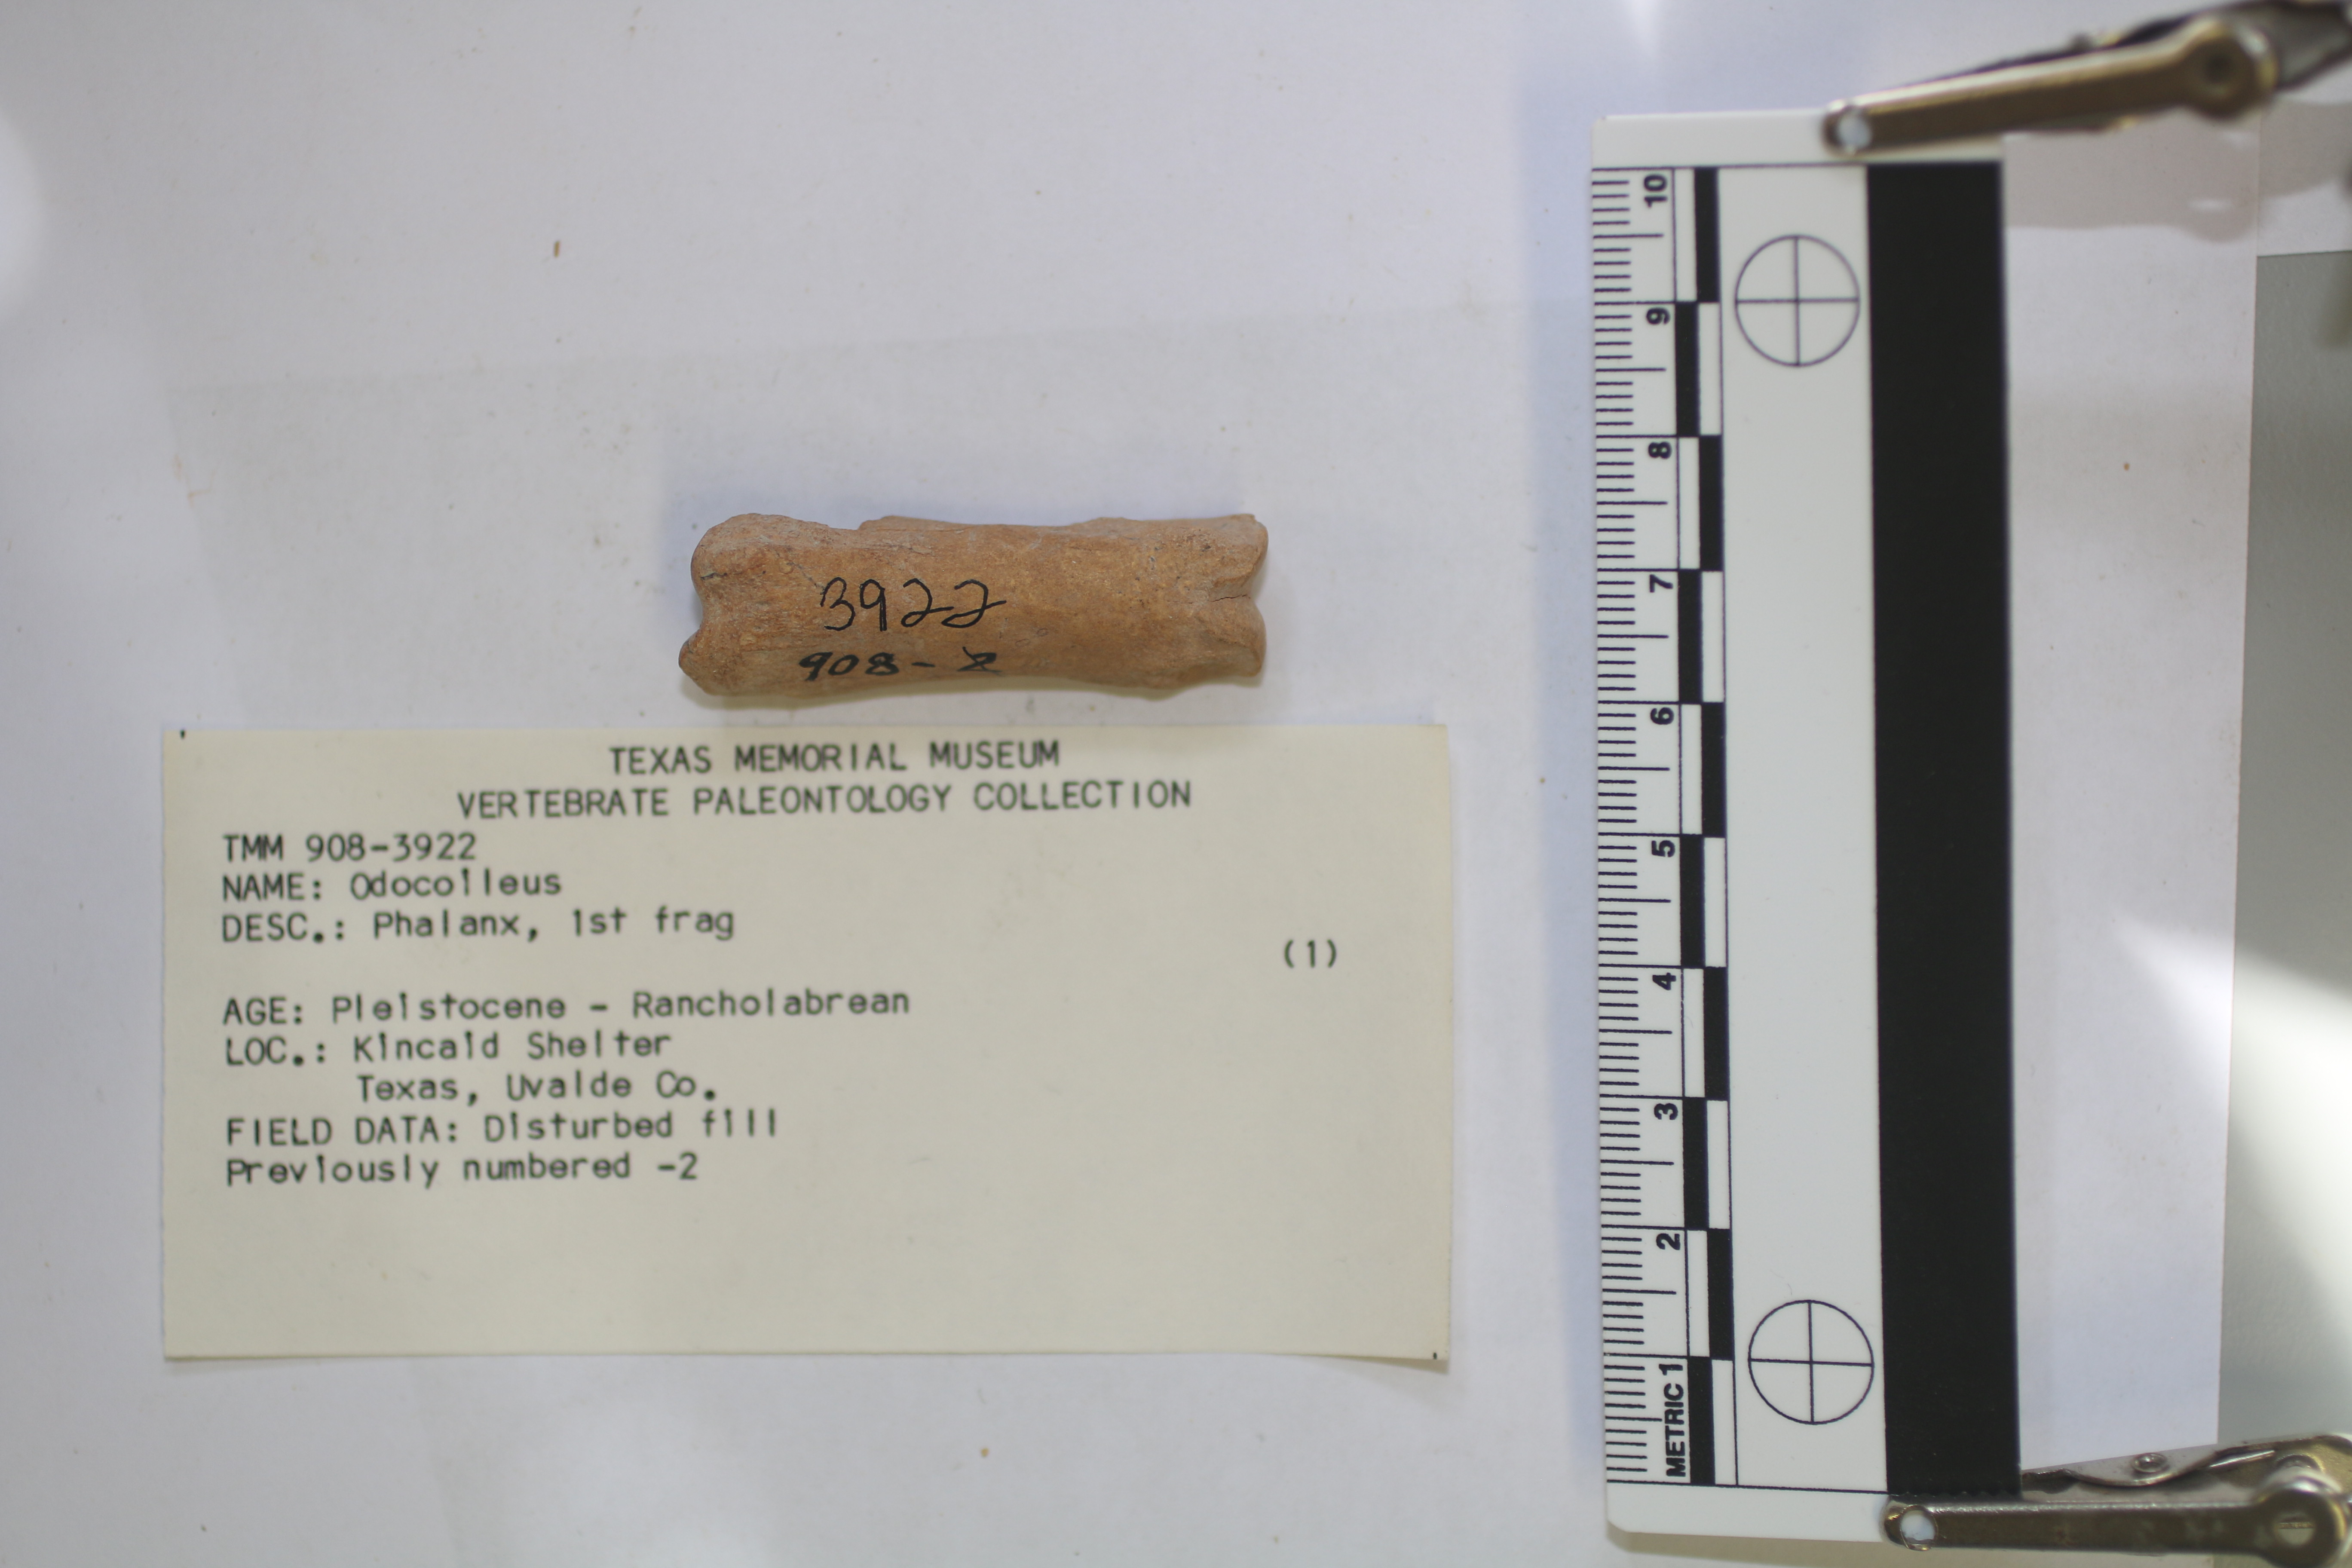 TEXAS MEMORIAL MUSEUM
VERTEBRATE PALEONTOLOGY COLLECTION
TMM 908-3922
NAME: Odocoileus
DESC.: Phalanx, 1st frag
(1)
AGE: Pleistocene - Rancholabrean
LOC.: Kincaid Shelter
Texas, Uvalde Co.
FIELD DATA: Disturbed fill
Previously numbered -2
3922
908-
METRIC 1 2 3 4 5 6 7 8 9 10